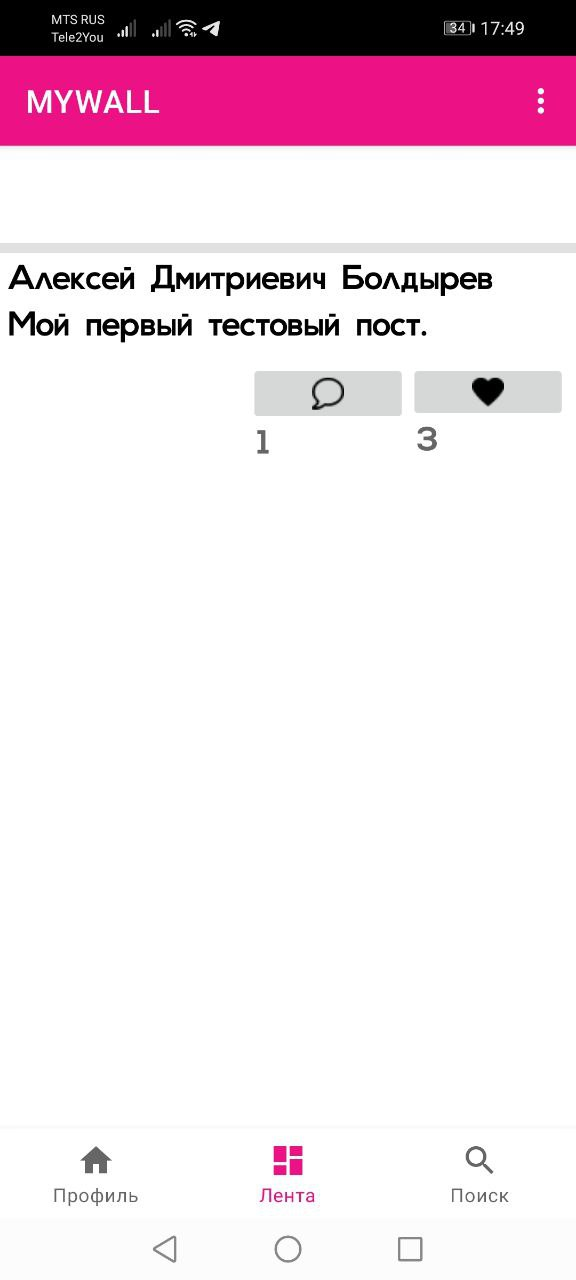 MTS RUS
Tele2You
34 17:49
MYWALL
Алексей Дмитриевич Болдырев
Мой первый тестовый пост.
1 3
Профиль Лента Поиск